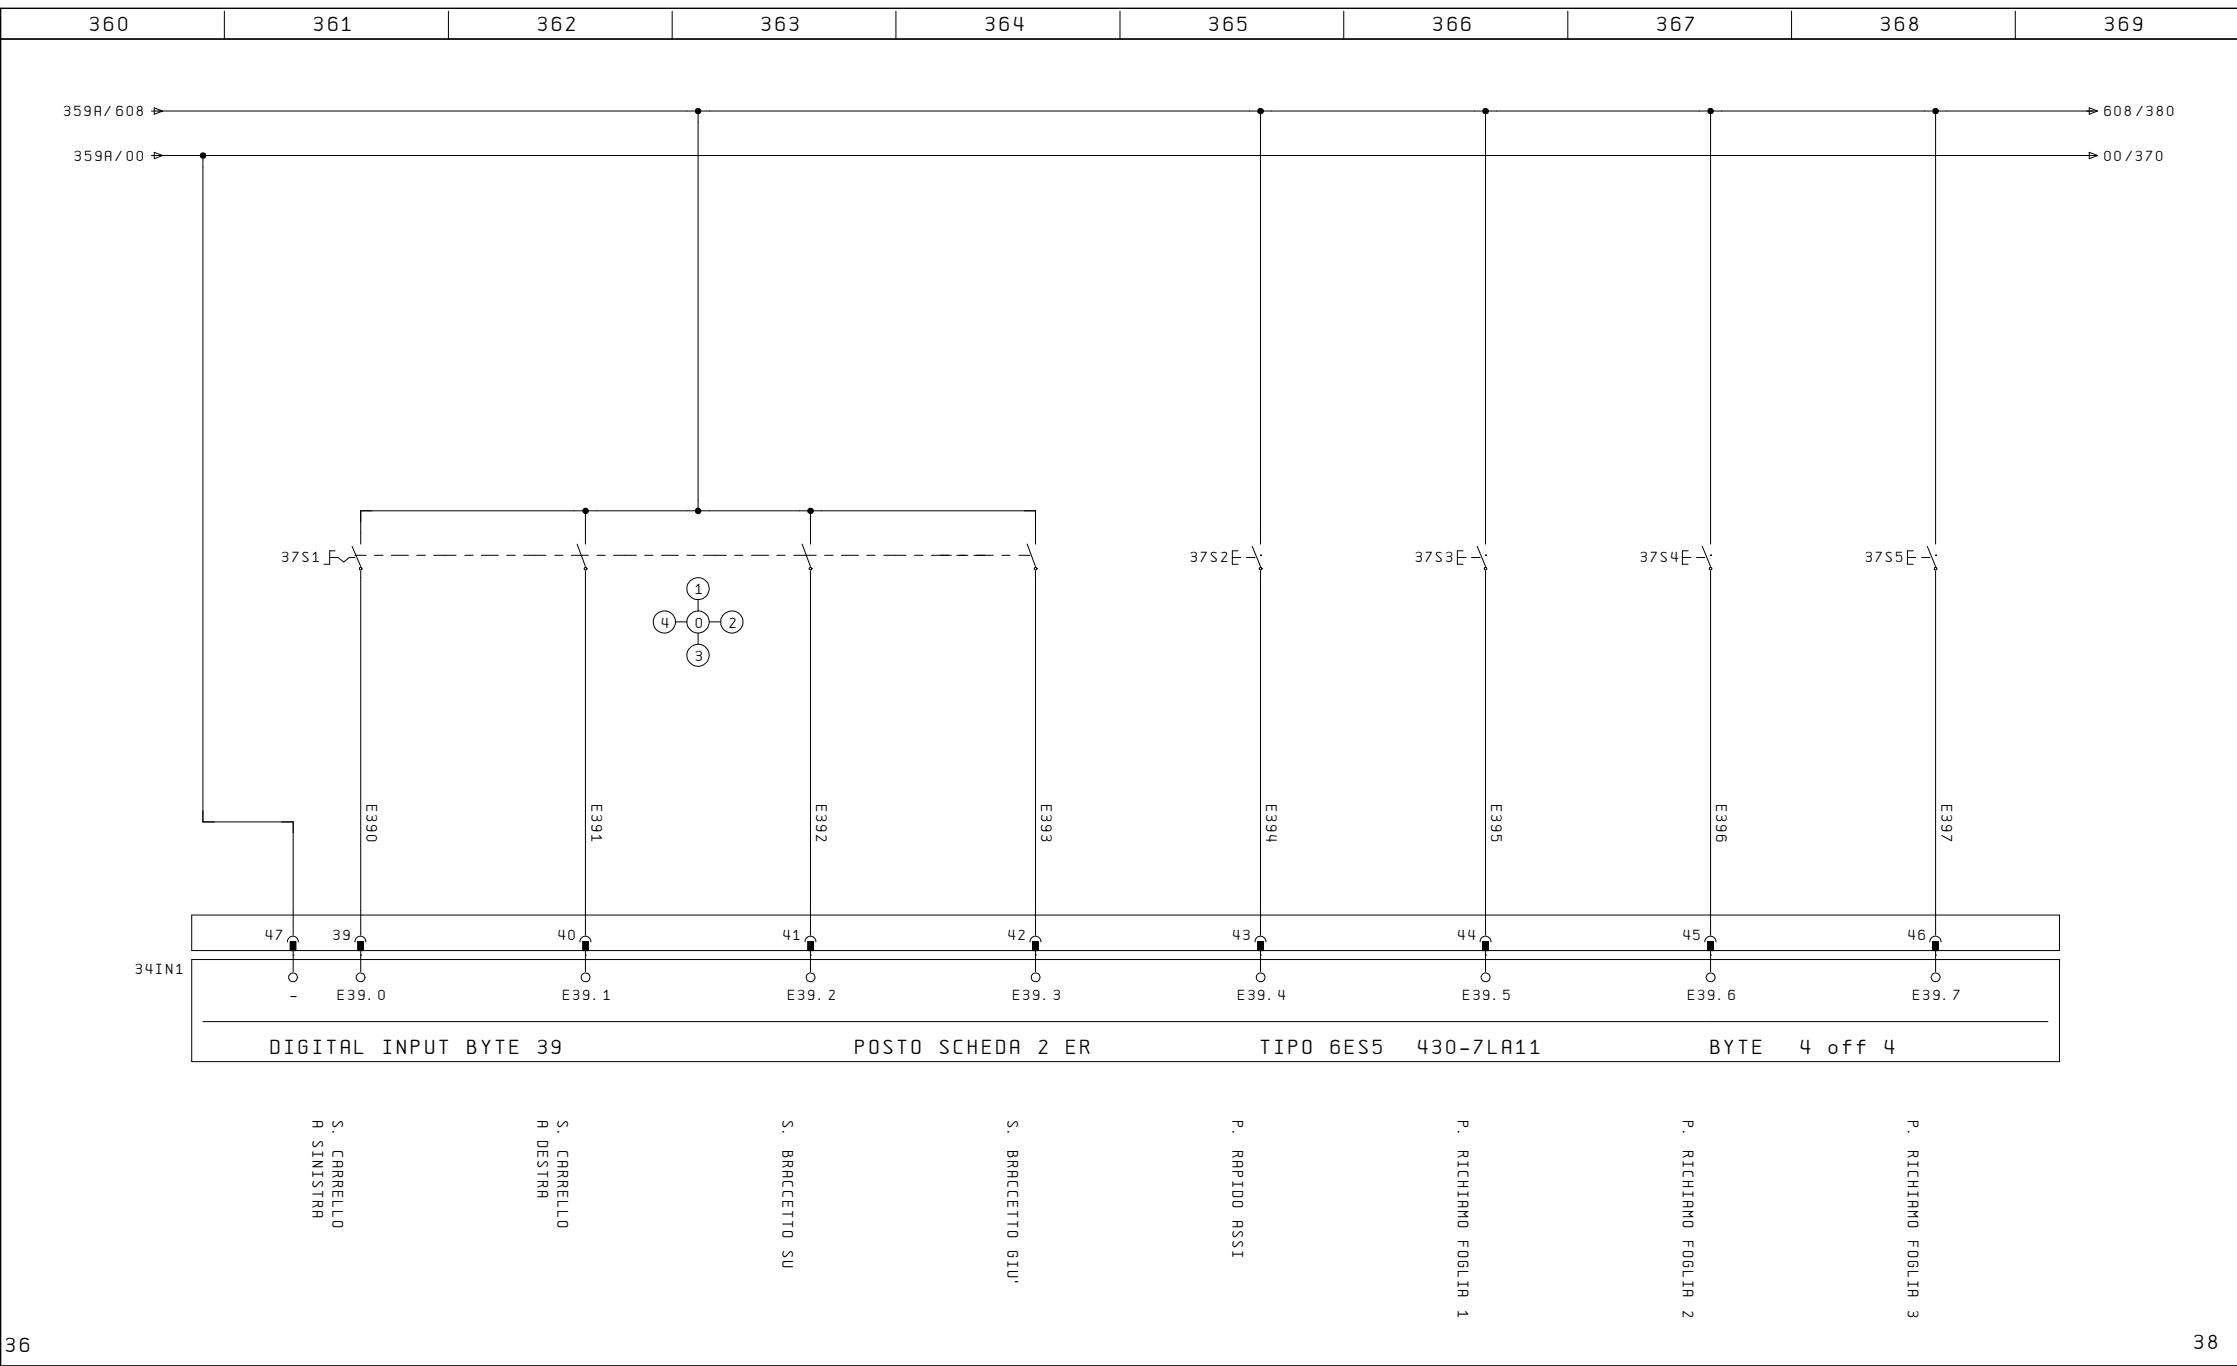 360 361 362 363 364 365 366 367 368 369
359A/608 608/380
359A/00 00/370
37S1 37S2 37S3 37S4 37S5
1
4 0 2
3
E390 E391 E392 E393 E394 E395 E396 E397
47 39 40 41 42 43 44 45 46
34IN1
- E39.0 E39.1 E39.2 E39.3 E39.4 E39.5 E39.6 E39.7
DIGITAL INPUT BYTE 39 POSTO SCHEDA 2 ER TIPO 6ES5 430-7LA11 BYTE 4 off 4
S. CARRELLO
A SINISTRA
S. CARRELLO
A DESTRA
S. BRACCETTO SU
S. BRACCETTO GIU'
P. RAPIDO ASSI
P. RICHIAMO FOGLIA 1
P. RICHIAMO FOGLIA 2
P. RICHIAMO FOGLIA 3
36 38